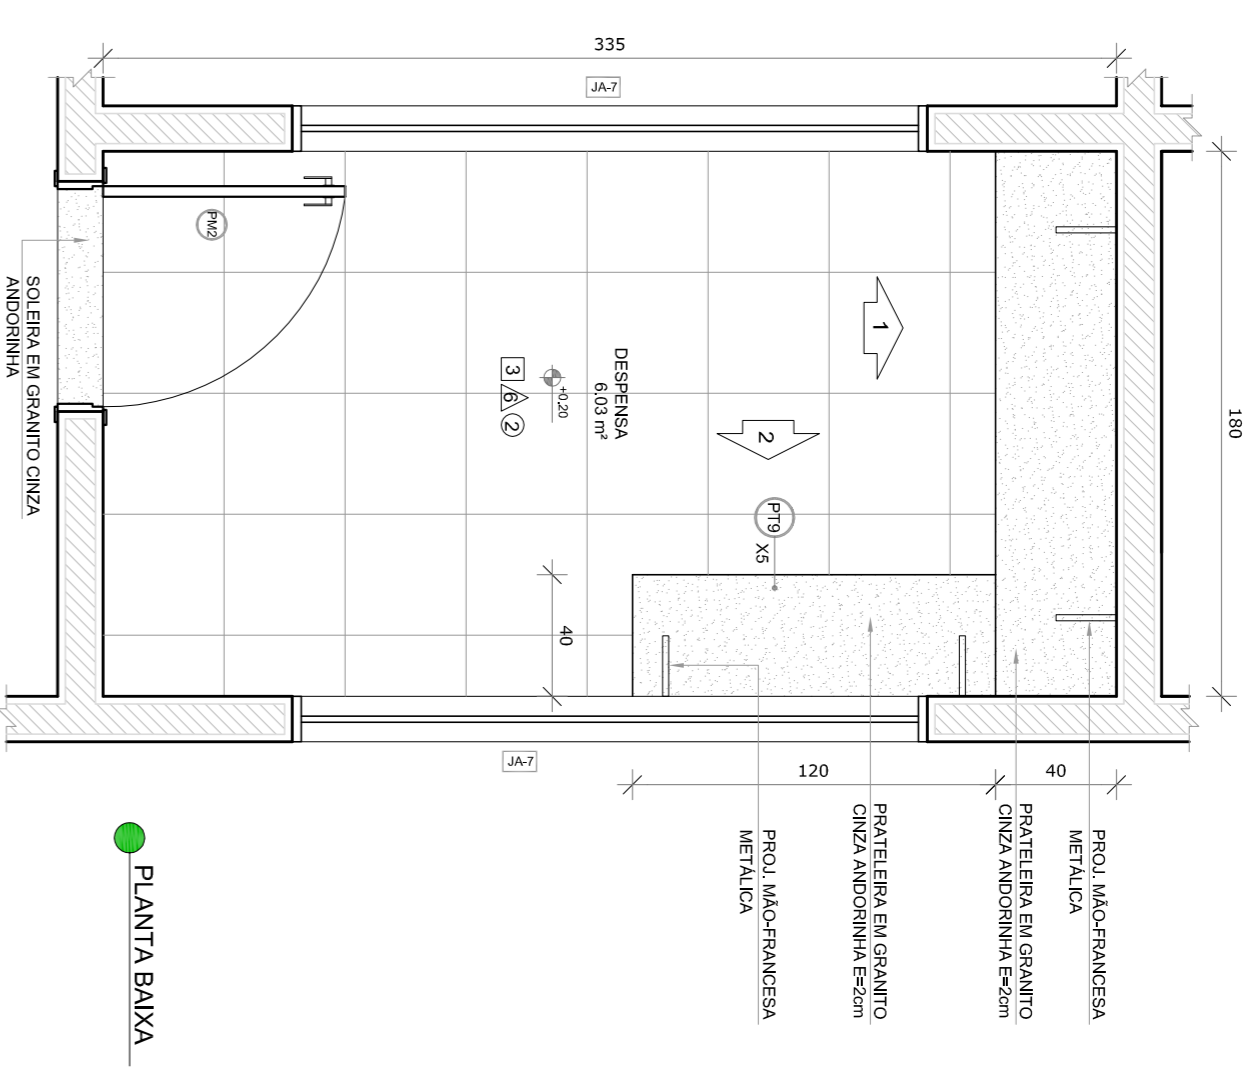 335
JA-7
180
PM2
SOLEIRA EM GRANITO CINZA
ANDORINHA
1
DESPENSA
6.03 m²
+0.20
3
6
2
2
PT9
X5
40
JA-7
120
40
PROJ. MÃO-FRANCESA
METÁLICA
PRATELEIRA EM GRANITO
CINZA ANDORINHA E=2cm
PRATELEIRA EM GRANITO
CINZA ANDORINHA E=2cm
PROJ. MÃO-FRANCESA
METÁLICA
PLANTA BAIXA